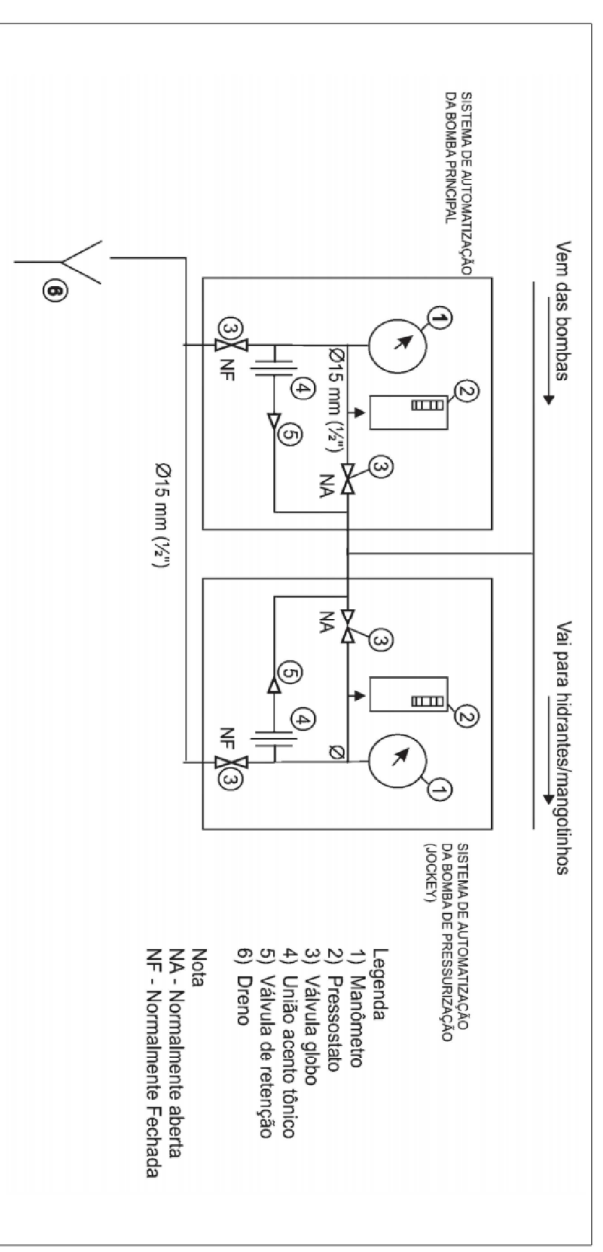 Vem das bombas
Vai para hidrantes/mangotinhos
SISTEMA DE AUTOMATIZAÇÃO
DA BOMBA PRINCIPAL
1
2
3
NA
Ø15 mm (½")
4
5
3
NF
SISTEMA DE AUTOMATIZAÇÃO
DA BOMBA DE PRESSURIZAÇÃO
(JOCKEY)
2
1
3
NA
Ø
5
4
NF
3
Ø15 mm (½")
6
Legenda
1) Manômetro
2) Pressostato
3) Válvula globo
4) União acento tônico
5) Válvula de retenção
6) Dreno
Nota
NA - Normalmente aberta
NF - Normalmente Fechada